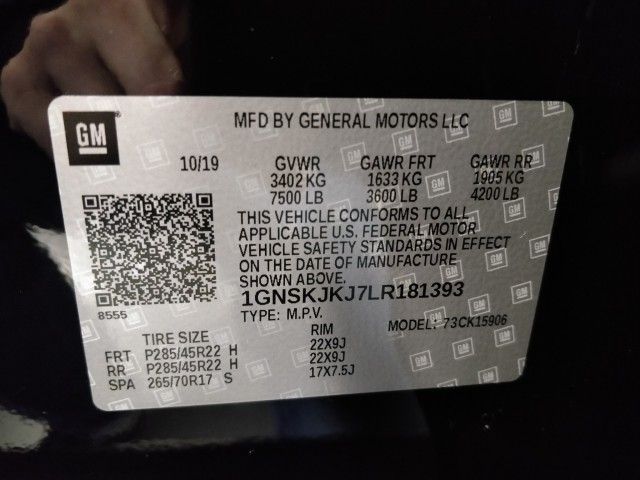 GM
MFD BY GENERAL MOTORS LLC
10/19 GVWR GAWR FRT GAWR RR
3402 KG 1633 KG 1905 KG
7500 LB 3600 LB 4200 LB
THIS VEHICLE CONFORMS TO ALL
APPLICABLE U.S. FEDERAL MOTOR
VEHICLE SAFETY STANDARDS IN EFFECT
ON THE DATE OF MANUFACTURE
SHOWN ABOVE.
1GNSKJKJ7LR181393
8555
TYPE: M.P.V. MODEL: 73CK15906
TIRE SIZE RIM
FRT P285/45R22 H 22X9J
RR P285/45R22 H 22X9J
SPA 265/70R17 S 17X7.5J